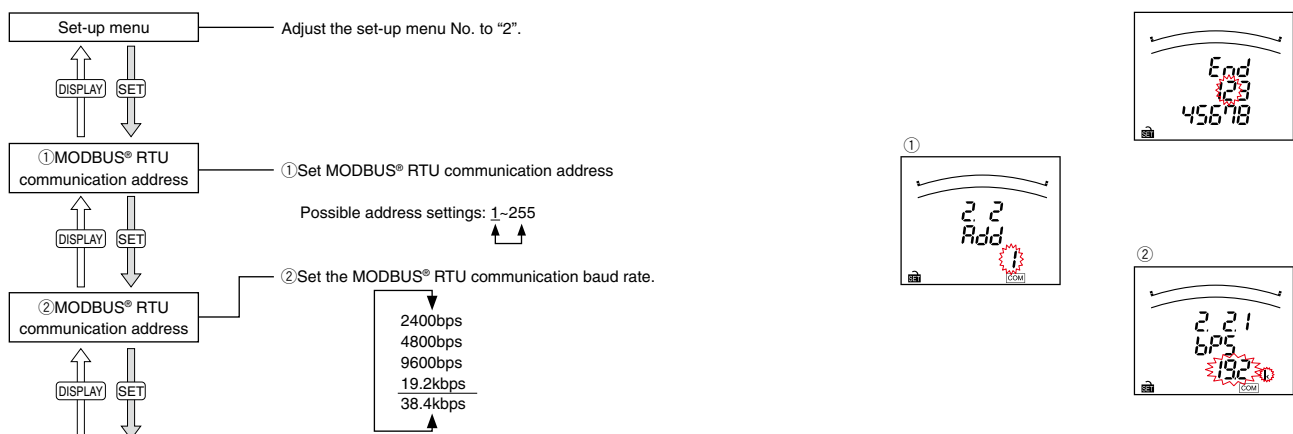 Set-up menu
Adjust the set-up menu No. to “2”.
DISPLAY SET
①MODBUS® RTU
communication address
①Set MODBUS® RTU communication address
Possible address settings: 1~255
DISPLAY SET
②MODBUS® RTU
communication address
②Set the MODBUS® RTU communication baud rate.
2400bps
4800bps
9600bps
19.2kbps
38.4kbps
DISPLAY SET
End
123
45678
SET
①
2. 2
Add
1
SET
COM
②
2. 2.1
bPS
19.2 k
SET
COM